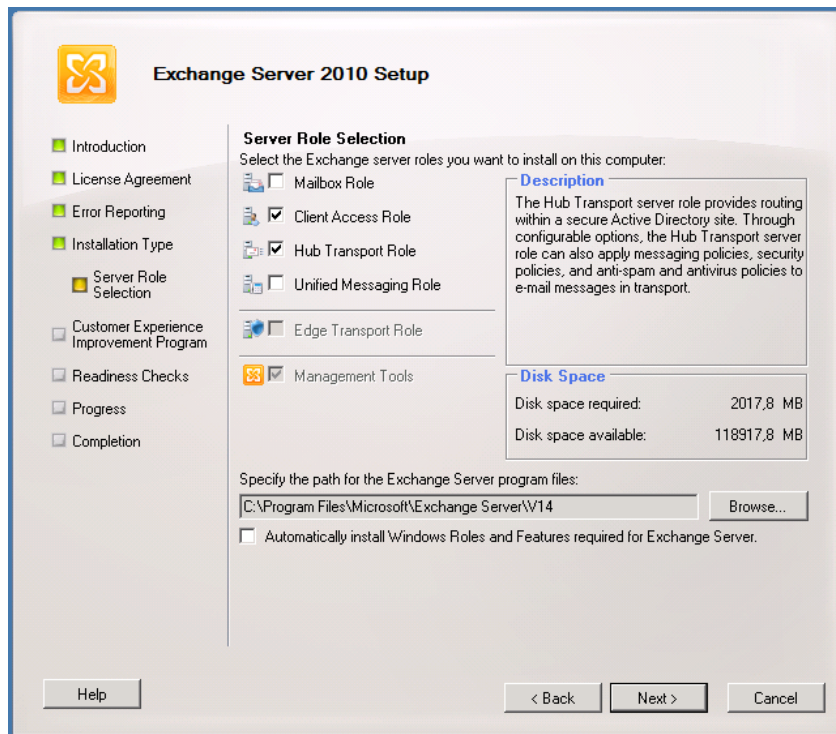 Exchange Server 2010 Setup
Introduction
License Agreement
Error Reporting
Installation Type
Server Role
Selection
Customer Experience
Improvement Program
Readiness Checks
Progress
Completion
Server Role Selection
Select the Exchange server roles you want to install on this computer:
Mailbox Role
Client Access Role
Hub Transport Role
Unified Messaging Role
Edge Transport Role
Management Tools
Description
The Hub Transport server role provides routing
within a secure Active Directory site. Through
configurable options, the Hub Transport server
role can also apply messaging policies, security
policies, and anti-spam and antivirus policies to
e-mail messages in transport.
Disk Space
Disk space required: 2017,8 MB
Disk space available: 118917,8 MB
Specify the path for the Exchange Server program files:
C:\Program Files\Microsoft\Exchange Server\V14
Browse...
Automatically install Windows Roles and Features required for Exchange Server.
Help
< Back
Next >
Cancel